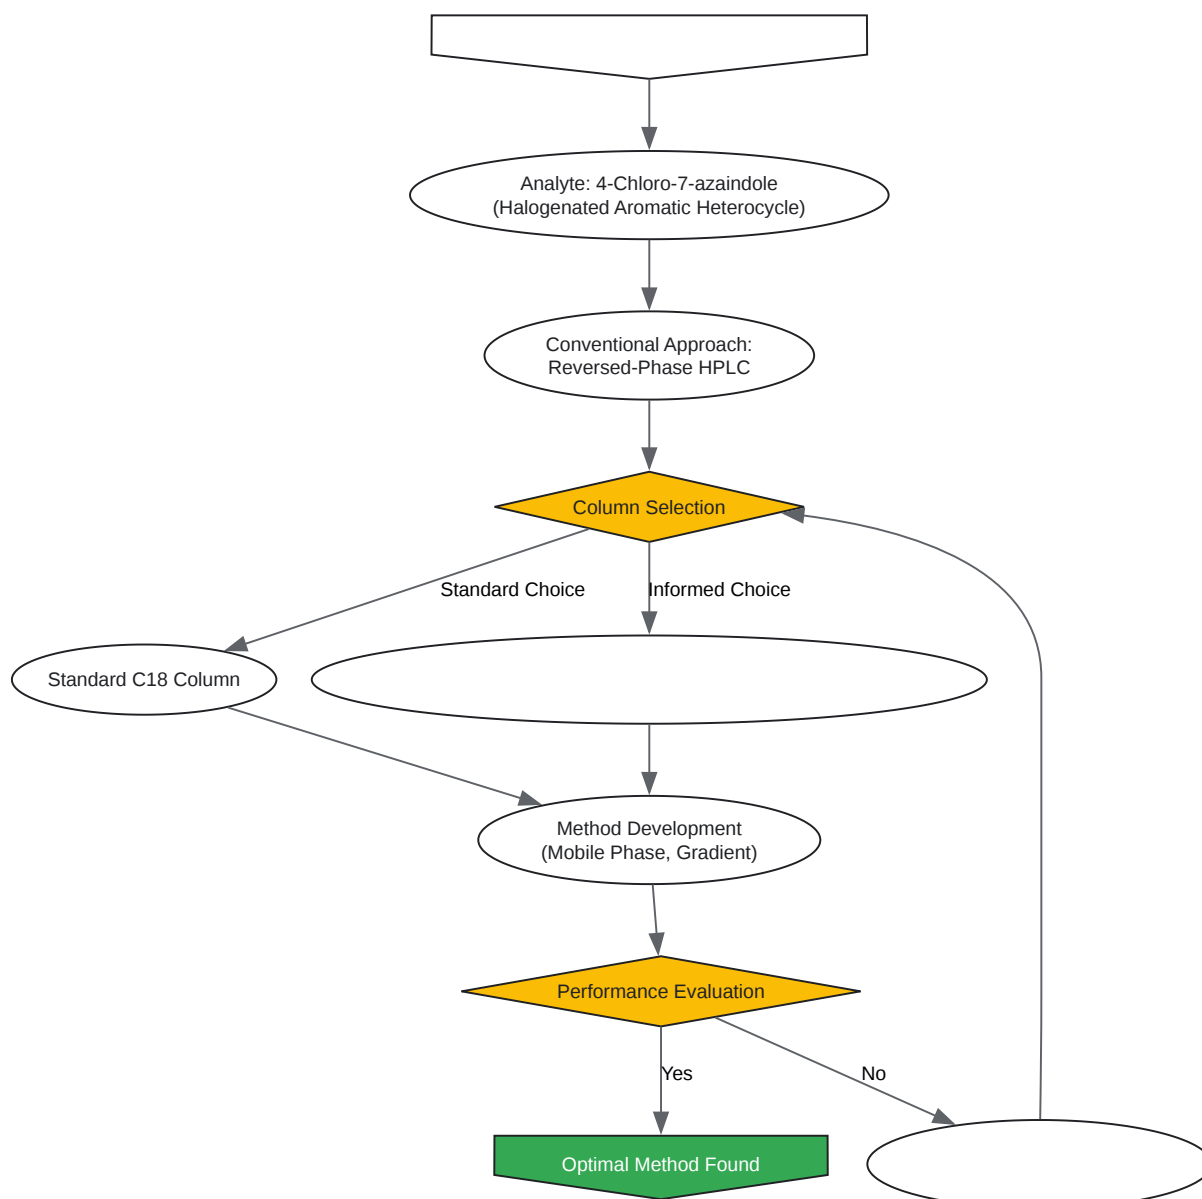 Analyte: 4-Chloro-7-azaindole
(Halogenated Aromatic Heterocycle)
Conventional Approach:
Reversed-Phase HPLC
Column Selection
Standard Choice
Informed Choice
Standard C18 Column
Method Development
(Mobile Phase, Gradient)
Performance Evaluation
Yes
No
Optimal Method Found